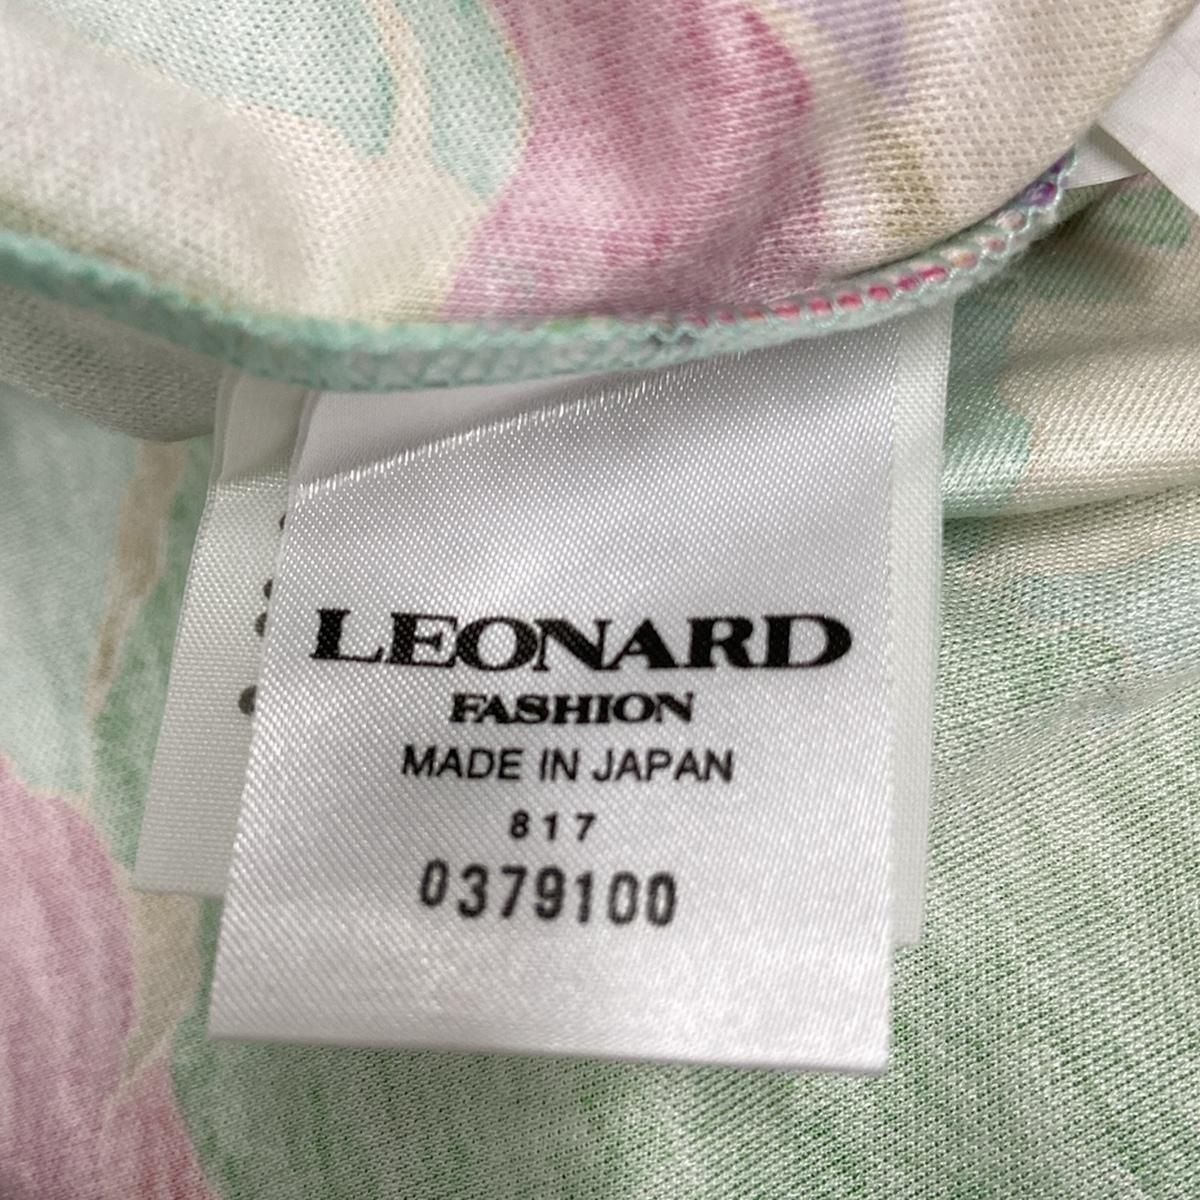 LEONARD
FASHION
MADE IN JAPAN
817
0379100